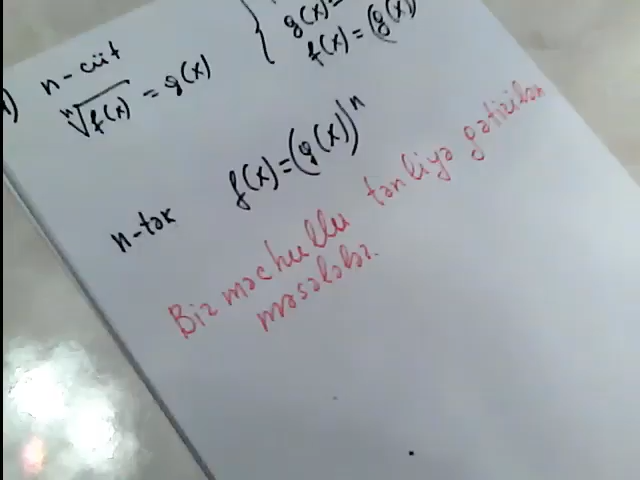 n-cüt
ⁿ√f(x) = g(x)
{ g(x)
f(x)=(g(x))
n-tək f(x)=(g(x))ⁿ
Bir məchullu tənliyə gətirilən
məsələlər.